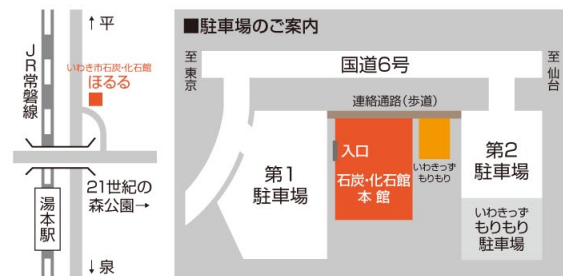 ↑平
JR常磐線
いわき市石炭・化石館
ほるる
21世紀の
森公園→
湯本駅
↓泉
■駐車場のご案内
至東京
国道6号
至仙台
連絡通路(歩道)
第1
駐車場
入口
石炭・化石館
本館
いわきっず
もりもり
第2
駐車場
いわきっず
もりもり
駐車場